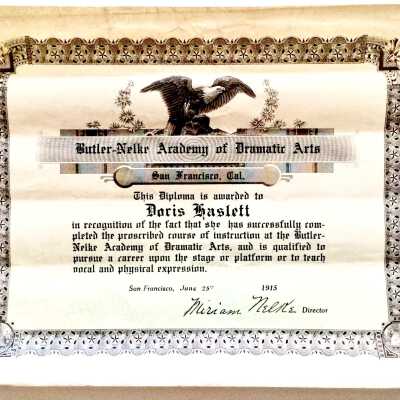 Butler-Nelke Academy of Dramatic Arts
San Francisco, Cal.
This Diploma is awarded to
Doris Haslett
in recognition of the fact that she has successfully com-
pleted the proscribed course of instruction at the Butler-
Nelke Academy of Dramatic Arts, and is qualified to
pursue a career upon the stage or platform or to teach
vocal and physical expression.
San Francisco, June 25th 1915
Miriam Nelke Director